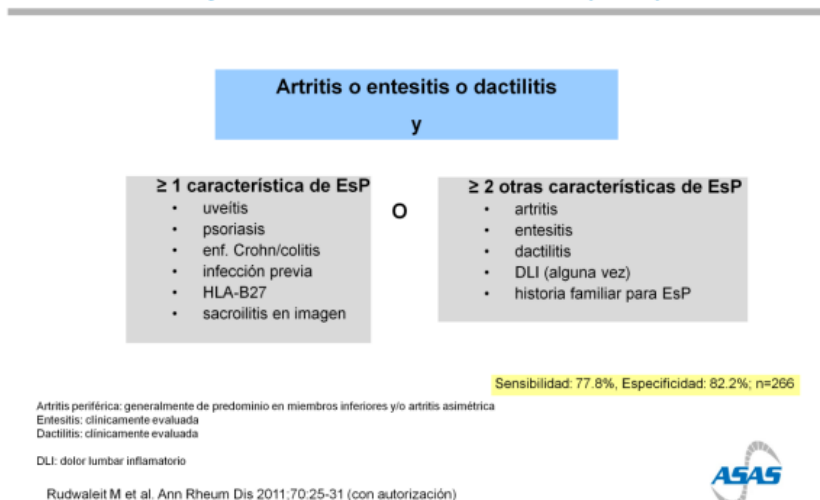 Artritis o entesitis o dactilitis
y
≥ 1 característica de EsP
• uveítis
• psoriasis
• enf. Crohn/colitis
• infección previa
• HLA-B27
• sacroilitis en imagen
O
≥ 2 otras características de EsP
• artritis
• entesitis
• dactilitis
• DLI (alguna vez)
• historia familiar para EsP
Sensibilidad: 77.8%, Especificidad: 82.2%; n=266
Artritis periférica: generalmente de predominio en miembros inferiores y/o artritis asimétrica
Entesitis: clinicamente evaluada
Dactilitis: clínicamente evaluada
DLI: dolor lumbar inflamatorio
Rudwaleit M et al. Ann Rheum Dis 2011;70:25-31 (con autorización)
ASAS